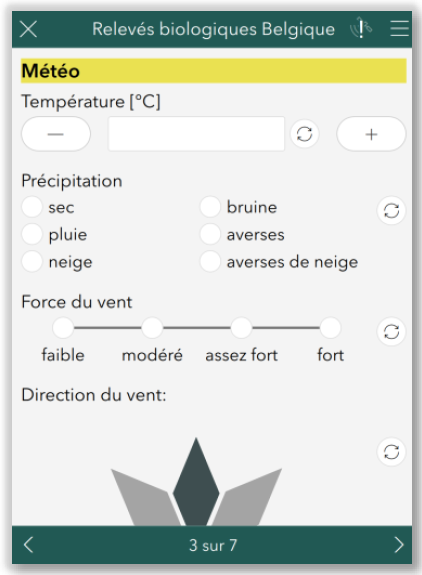 Relevés biologiques Belgique
Météo
Température [°C]
Précipitation
sec bruine
pluie averses
neige averses de neige
Force du vent
faible modéré assez fort fort
Direction du vent:
3 sur 7